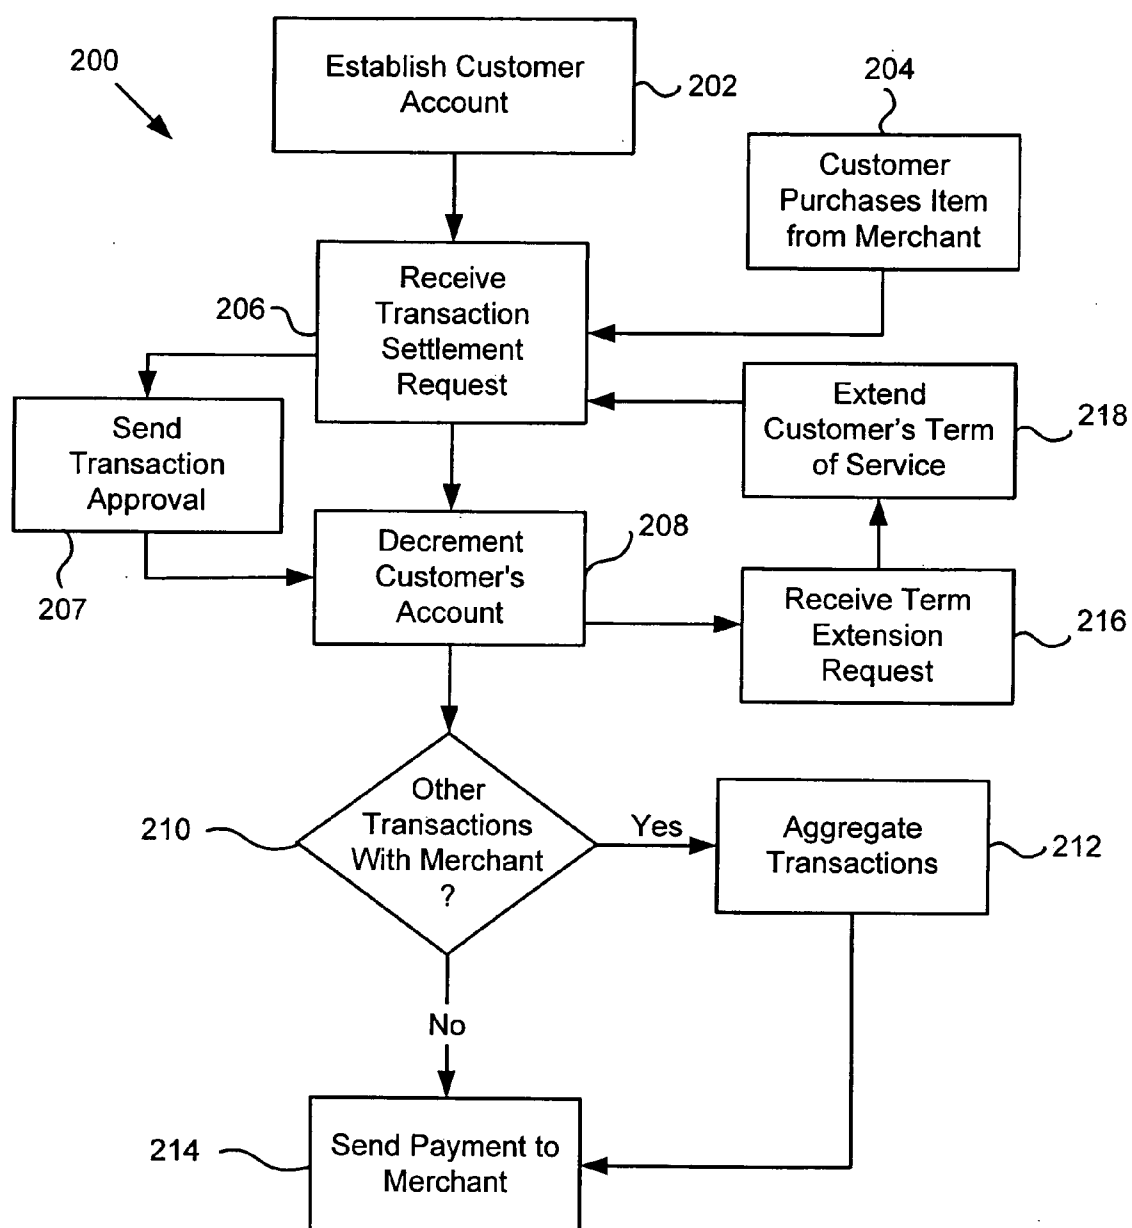 200
Establish Customer
Account
202
204
Customer
Purchases Item
from Merchant
206
Receive
Transaction
Settlement
Request
Send
Transaction
Approval
207
Extend
Customer's Term
of Service
218
Decrement
Customer's
Account
208
Receive Term
Extension
Request
216
210
Other
Transactions
With Merchant
?
Yes
Aggregate
Transactions
212
No
214
Send Payment to
Merchant